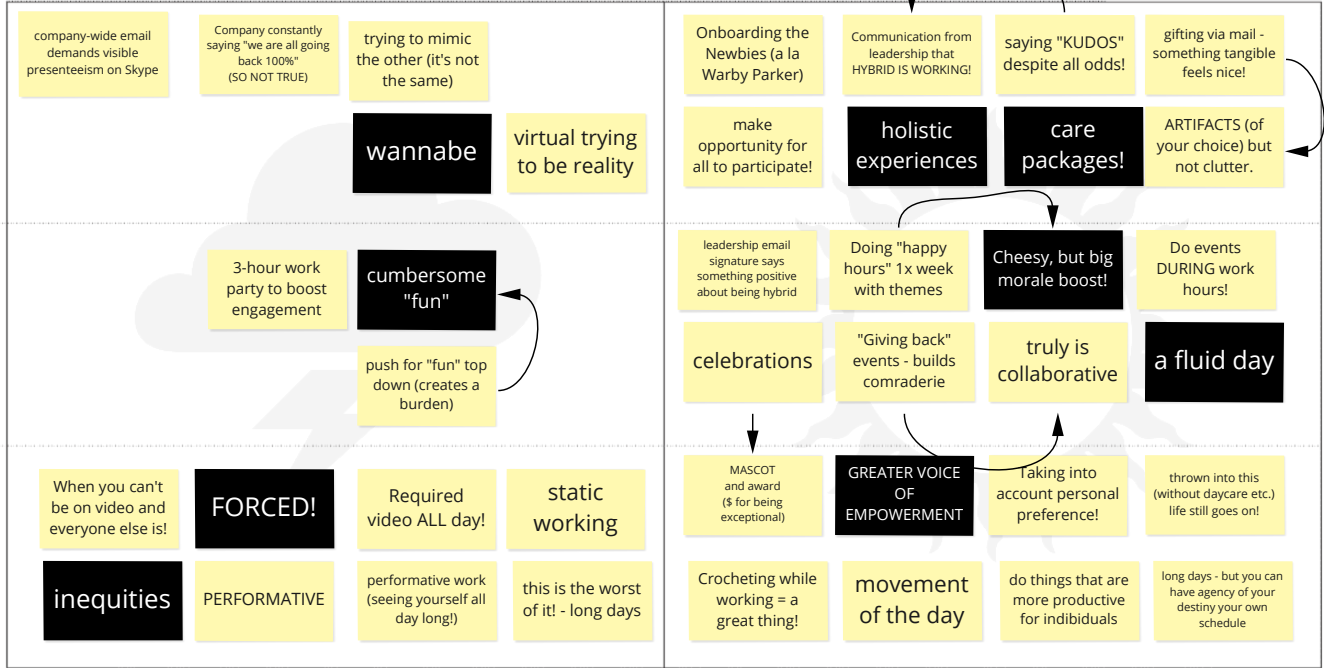 company-wide email
demands visible
presenteeism on Skype
Company constantly
saying "we are all going
back 100%"
(SO NOT TRUE)
trying to mimic
the other (it's not
the same)
wannabe
virtual trying
to be reality
3-hour work
party to boost
engagement
cumbersome
"fun"
push for "fun" top
down (creates a
burden)
When you can't
be on video and
everyone else is!
FORCED!
Required
video ALL day!
static
working
inequities
PERFORMATIVE
performative work
(seeing yourself all
day long!)
this is the worst
of it! - long days
Onboarding the
Newbies (a la
Warby Parker)
Communication from
leadership that
HYBRID IS WORKING!
saying "KUDOS"
despite all odds!
gifting via mail -
something tangible
feels nice!
make
opportunity for
all to participate!
holistic
experiences
care
packages!
ARTIFACTS (of
your choice) but
not clutter.
leadership email
signature says
something positive
about being hybrid
Doing "happy
hours" 1x week
with themes
Cheesy, but big
morale boost!
Do events
DURING work
hours!
celebrations
"Giving back"
events - builds
comraderie
truly is
collaborative
a fluid day
MASCOT
and award
($ for being
exceptional)
GREATER VOICE
OF
EMPOWERMENT
Taking into
account personal
preference!
thrown into this
(without daycare etc.)
life still goes on!
Crocheting while
working = a
great thing!
movement
of the day
do things that are
more productive
for indibiduals
long days - but you can
have agency of your
destiny your own
schedule